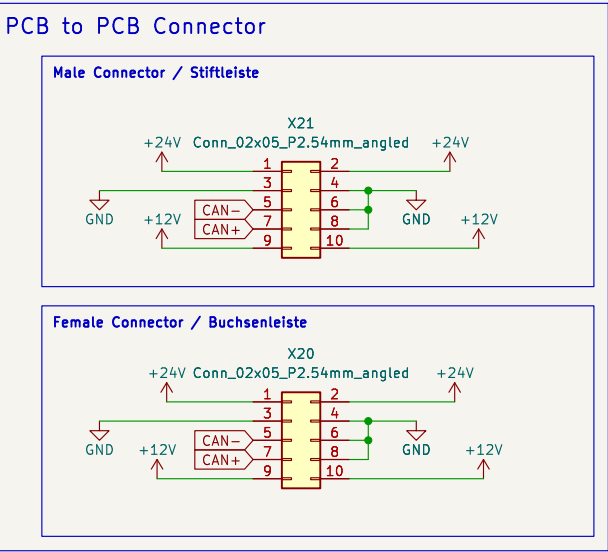 PCB to PCB Connector
Male Connector / Stiftleiste
X21
Conn_02x05_P2.54mm_angled
+24V
+24V
1 2
3 4
CAN- 5 6
CAN+ 7 8
9 10
GND
+12V
GND
+12V
Female Connector / Buchsenleiste
X20
Conn_02x05_P2.54mm_angled
+24V
+24V
1 2
3 4
CAN- 5 6
CAN+ 7 8
9 10
GND
+12V
GND
+12V